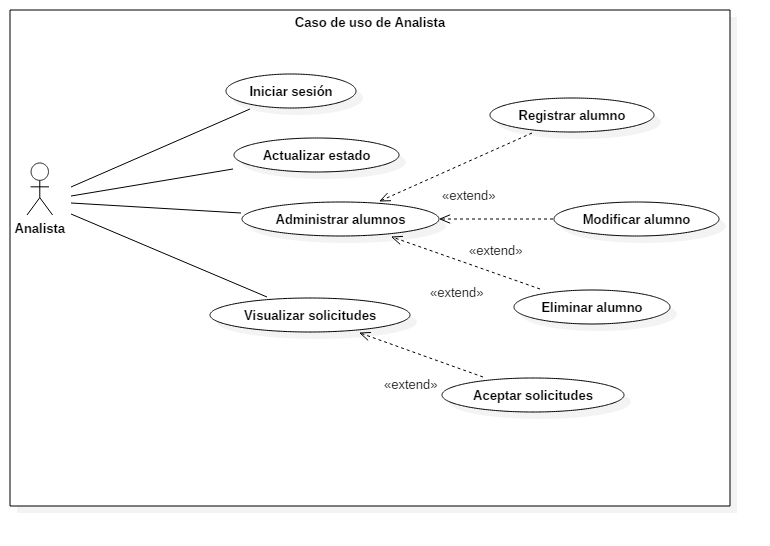 Caso de uso de Analista
Iniciar sesión
Registrar alumno
Actualizar estado
«extend»
Administrar alumnos
Modificar alumno
Analista
«extend»
«extend»
Eliminar alumno
Visualizar solicitudes
«extend»
Aceptar solicitudes